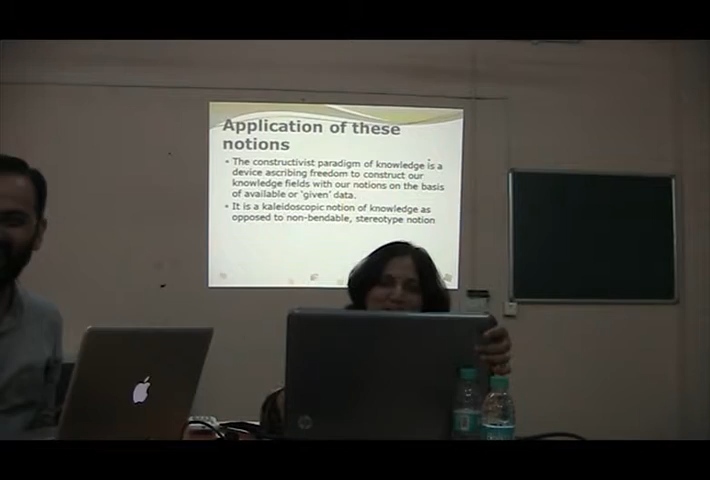 Application of these
notions
• The constructivist paradigm of knowledge is a
device ascribing freedom to construct our
knowledge fields with our notions on the basis
of available or 'given' data.
• It is a kaleidoscopic notion of knowledge as
opposed to non-bendable, stereotype notion
hp